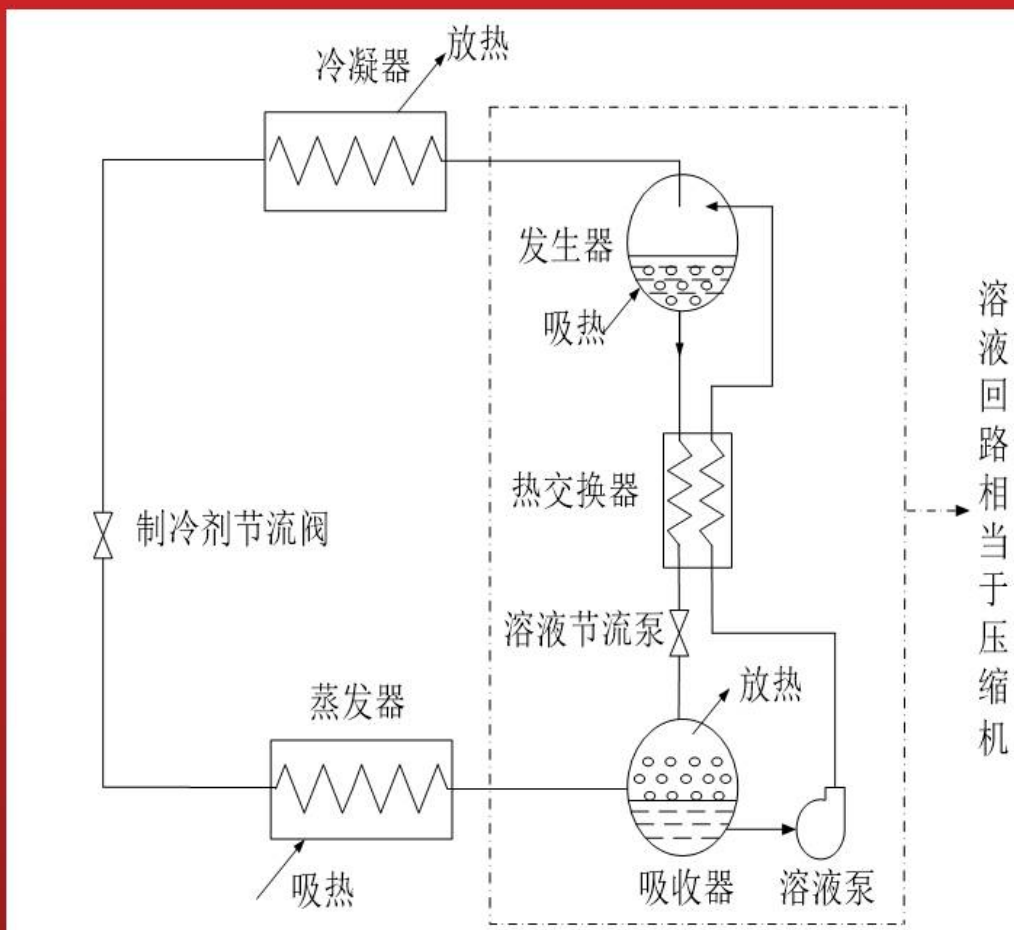 放热
冷凝器
发生器
吸热
热交换器
制冷剂节流阀
溶液节流泵
放热
蒸发器
吸热
吸收器
溶液泵
溶液回路相当于压缩机